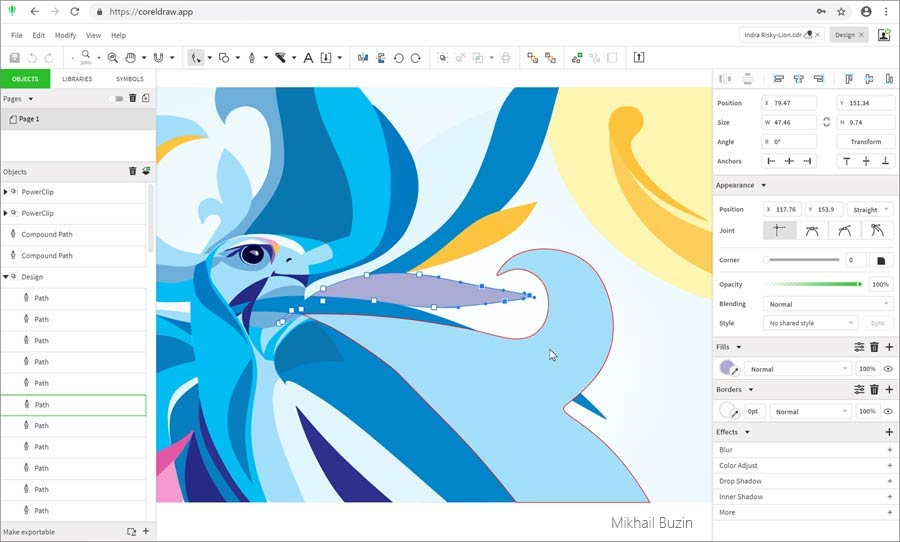 https://coreldraw.app
File Edit Modify View Help
Indra Risky-Lion.cdr
Design
OBJECTS LIBRARIES SYMBOLS
Pages
Page 1
Objects
PowerClip
PowerClip
Compound Path
Compound Path
Design
Path
Path
Path
Path
Path
Path
Path
Path
Path
Path
Path
Make exportable
Position X 79.47 Y 151.34
Size W 47.46 H 9.74
Angle R 0° Transform
Anchors
Appearance
Position X 117.76 Y 153.9 Straight
Joint
Corner 0
Opacity 100%
Blending Normal
Style No shared style Sync
Fills
Normal 100%
Borders
0pt Normal 100%
Effects
Blur
Color Adjust
Drop Shadow
Inner Shadow
More
Mikhail Buzin